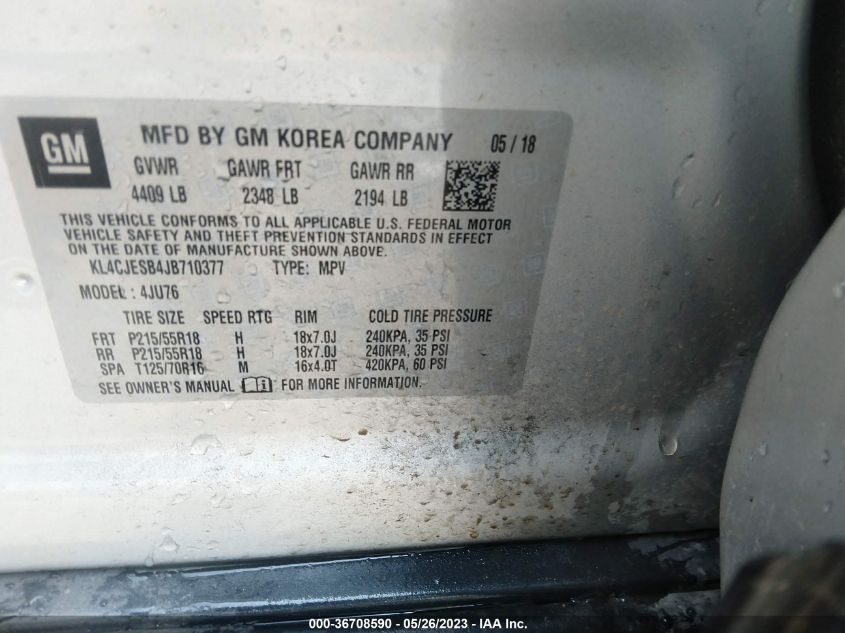 GM
MFD BY GM KOREA COMPANY 05 / 18
GVWR GAWR FRT GAWR RR
4409 LB 2348 LB 2194 LB
THIS VEHICLE CONFORMS TO ALL APPLICABLE U.S. FEDERAL MOTOR
VEHICLE SAFETY AND THEFT PREVENTION STANDARDS IN EFFECT
ON THE DATE OF MANUFACTURE SHOWN ABOVE.
KL4CJESB4JB710377 TYPE: MPV
MODEL : 4JU76
TIRE SIZE SPEED RTG RIM COLD TIRE PRESSURE
FRT P215/55R18 H 18x7.0J 240KPA, 35 PSI
RR P215/55R18 H 18x7.0J 240KPA, 35 PSI
SPA T125/70R16 M 16x4.0T 420KPA, 60 PSI
SEE OWNER'S MANUAL FOR MORE INFORMATION.
000-36708590 - 05/26/2023 - IAA Inc.